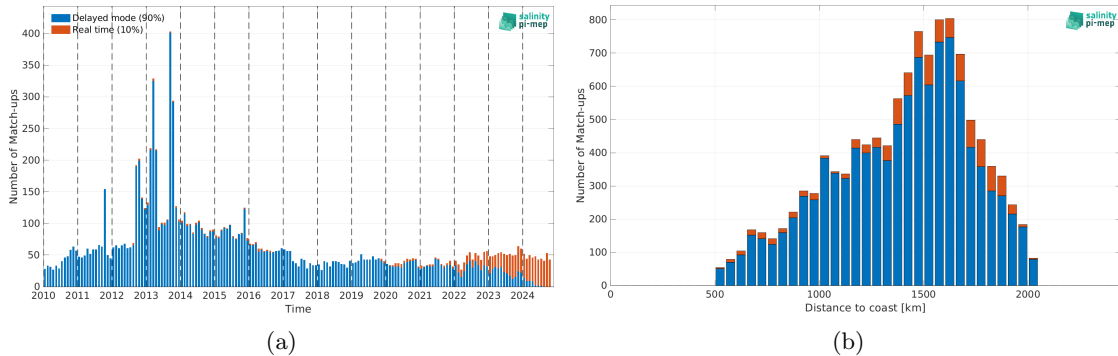 Delayed mode (90%)
Real time (10%)
salinity
pi-mep
Number of Match-ups
400
350
300
250
200
150
100
50
0
2010 2011 2012 2013 2014 2015 2016 2017 2018 2019 2020 2021 2022 2023 2024
Time
(a)
salinity
pi-mep
Number of Match-ups
800
700
600
500
400
300
200
100
0
0 500 1000 1500 2000
Distance to coast [km]
(b)